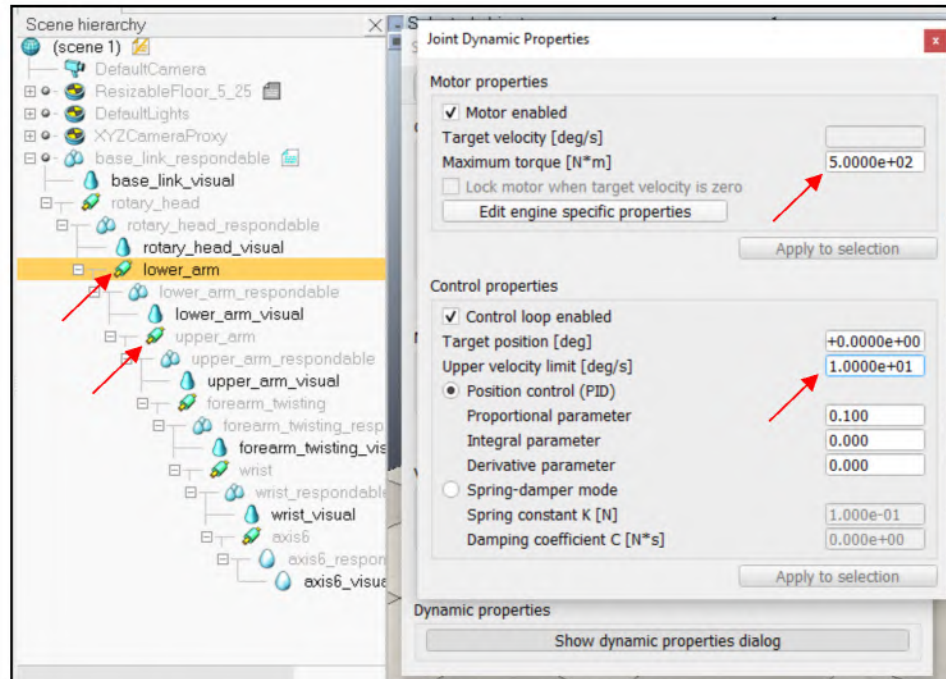 Scene hierarchy
(scene 1)
DefaultCamera
ResizableFloor_5_25
DefaultLights
XYZCameraProxy
base_link_respondable
base_link_visual
rotary_head
rotary_head_respondable
rotary_head_visual
lower_arm
lower_arm_respondable
lower_arm_visual
upper_arm
upper_arm_respondable
upper_arm_visual
forearm_twisting
forearm_twisting_resp
forearm_twisting_vis
wrist
wrist_respondable
wrist_visual
axis6
axis6_respon
axis6_visua
Joint Dynamic Properties
x
Motor properties
Motor enabled
Target velocity [deg/s]
Maximum torque [N*m] 5.0000e+02
Lock motor when target velocity is zero
Edit engine specific properties
Apply to selection
Control properties
Control loop enabled
Target position [deg] +0.0000e+00
Upper velocity limit [deg/s] 1.0000e+01
Position control (PID)
Proportional parameter 0.100
Integral parameter 0.000
Derivative parameter 0.000
Spring-damper mode
Spring constant K [N] 1.000e-01
Damping coefficient C [N*s] 0.000e+00
Apply to selection
Dynamic properties
Show dynamic properties dialog